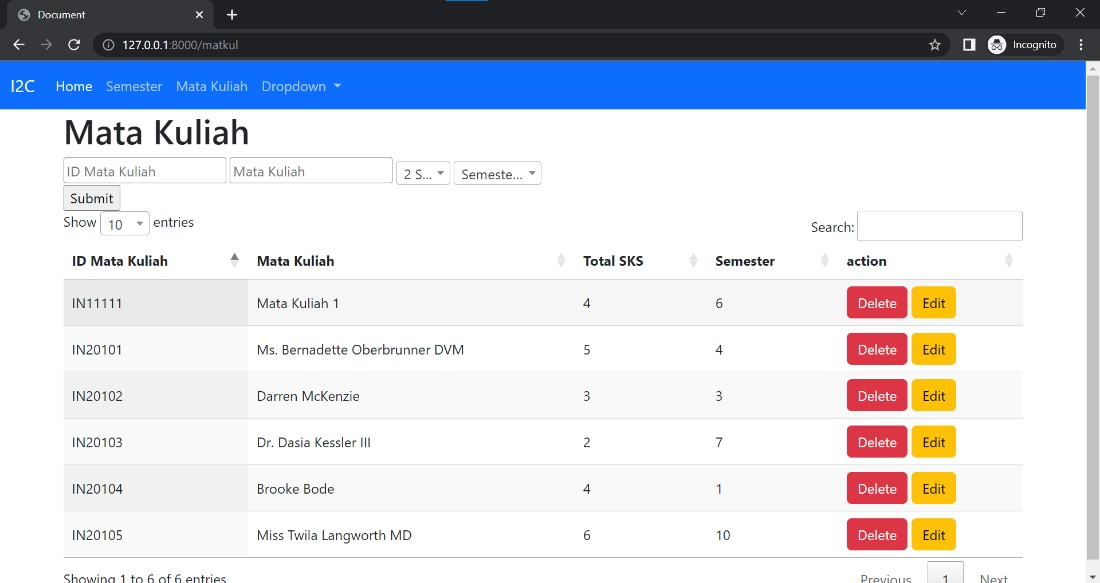 Document
127.0.0.1:8000/matkul
Incognito
I2C Home Semester Mata Kuliah Dropdown
Mata Kuliah
ID Mata Kuliah Mata Kuliah 2 S... Semeste...
Submit
Show 10 entries Search:
ID Mata Kuliah Mata Kuliah Total SKS Semester action
IN11111 Mata Kuliah 1 4 6 Delete Edit
IN20101 Ms. Bernadette Oberbrunner DVM 5 4 Delete Edit
IN20102 Darren McKenzie 3 3 Delete Edit
IN20103 Dr. Dasia Kessler III 2 7 Delete Edit
IN20104 Brooke Bode 4 1 Delete Edit
IN20105 Miss Twila Langworth MD 6 10 Delete Edit
Showing 1 to 6 of 6 entries Previous 1 Next